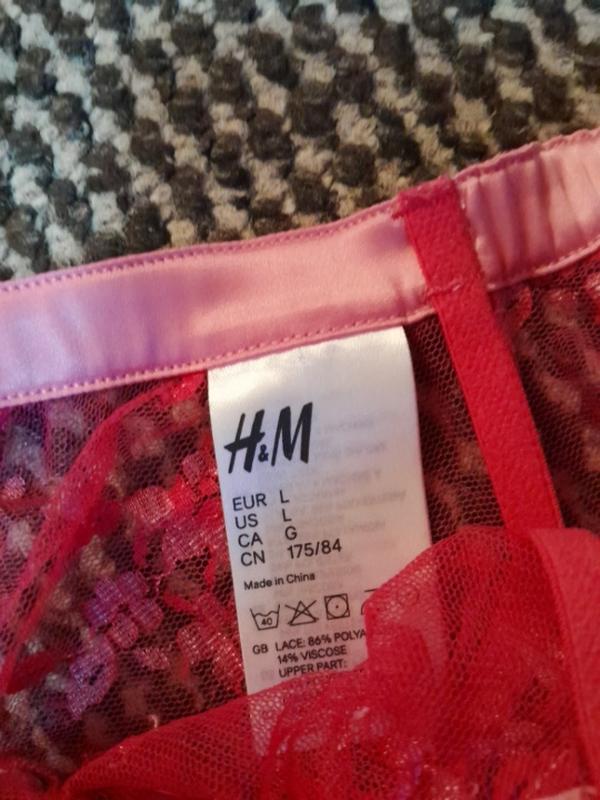 H&M
EUR L
US L
CA G
CN 175/84
Made in China
40
GB LACE: 86% POLYA
14% VISCOSE
UPPER PART: